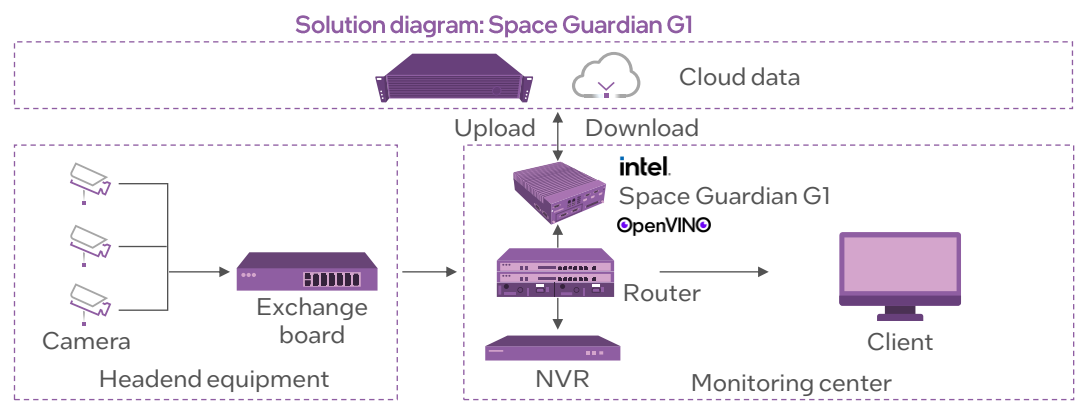 Solution diagram: Space Guardian G1
Cloud data
Upload
Download
intel.
Space Guardian G1
OpenVINO
Router
Exchange
board
Camera
Client
NVR
Headend equipment
Monitoring center